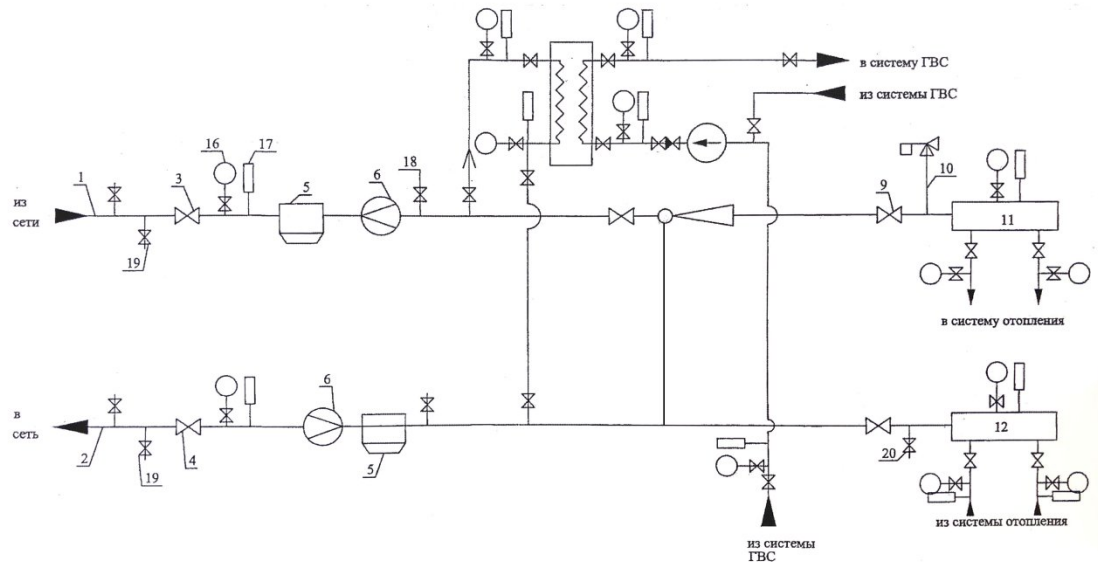 в систему ГВС
из системы ГВС
16
17
18
1
3
5
6
9
10
11
из
сети
19
в систему отопления
6
12
в
сеть
2
19
4
5
20
из системы отопления
из системы
ГВС